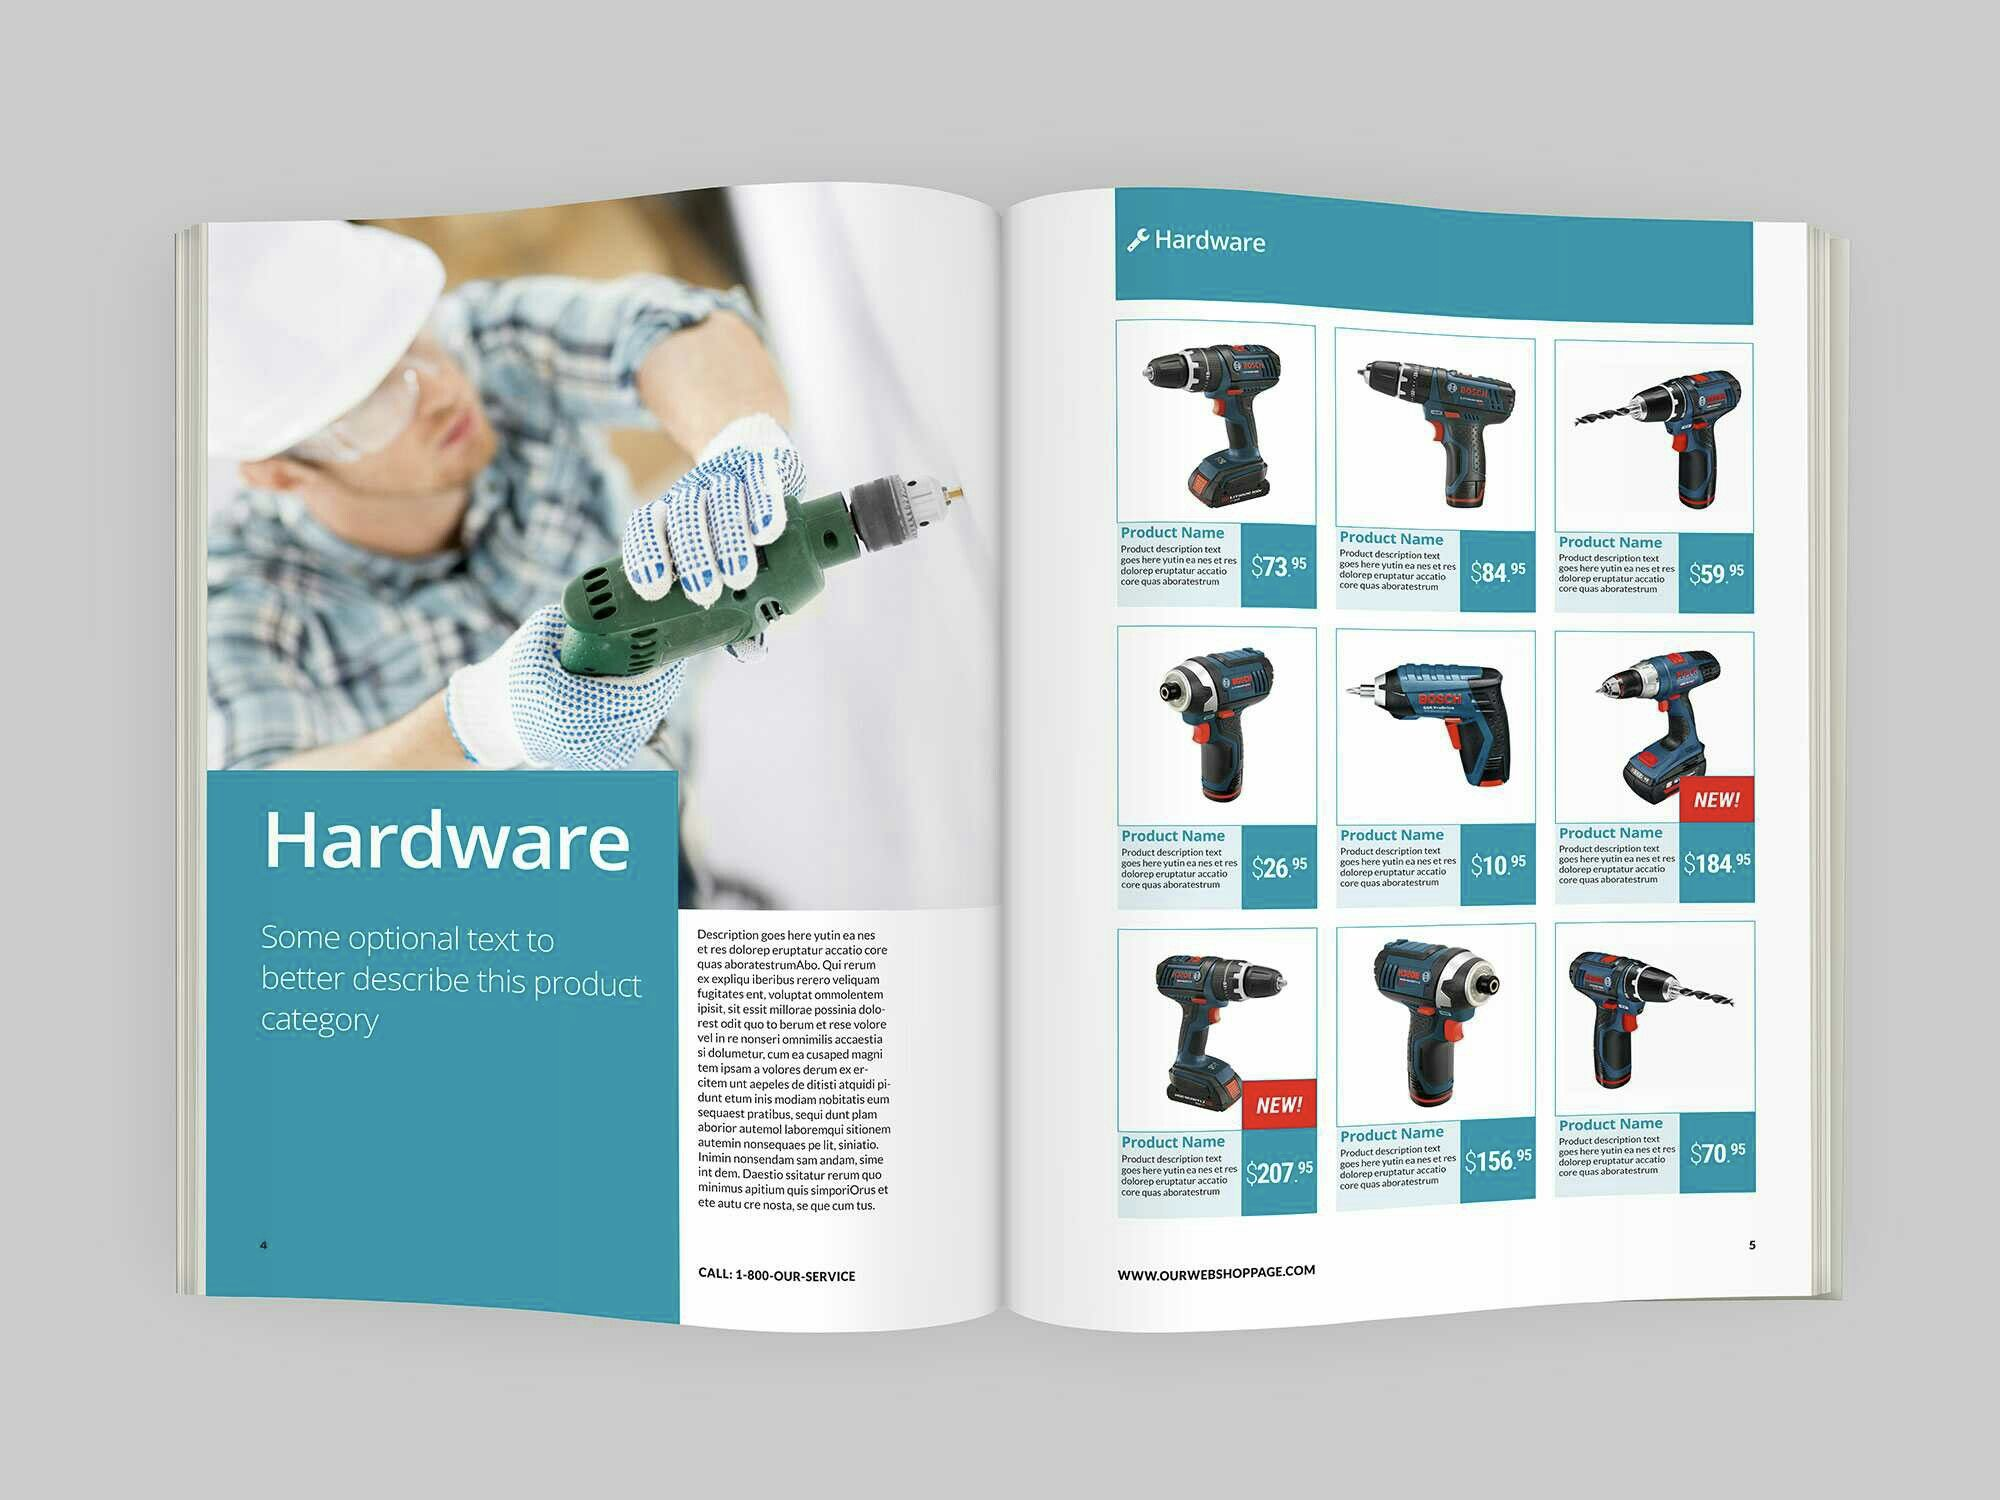 Hardware
Some optional text to
better describe this product
category
4
Description goes here yutin ea nes
et res dolorep eruptatur accatio core
quas aboratestrumAbo. Qui rerum
ex expliqu iberibus rerero veliquam
fugitates ent, voluptat ommolentem
ipisit, sit essit millorae possinia dolo-
rest odit quo to berum et rese volore
vel in re nonseri omnimilis accaestia
si dolumetur, cum ea cusaped magni
tem ipsam a volores derum ex er-
citem unt aepeles de ditisti atquidi pi-
dunt etum inis modiam nobitatis eum
sequaest pratibus, sequi dunt plam
aborior autemol laboremqui sitionem
autemin nonsequaes pe lit, siniatio.
Inimin nonsendam sam andam, sime
int dem. Daestio ssitatur rerum quo
minimus apitium quis simporiOrus et
ete autu cre nosta, se que cum tus.
CALL: 1-800-OUR-SERVICE
Hardware
BOSCH
Product Name
Product description text
goes here yutin ea nes et res
dolorep eruptatur accatio
core quas aboratestrum
$73.95
BOSCH
Product Name
Product description text
goes here yutin ea nes et res
dolorep eruptatur accatio
core quas aboratestrum
$84.95
BOSCH
Product Name
Product description text
goes here yutin ea nes et res
dolorep eruptatur accatio
core quas aboratestrum
$59.95
BOSCH
Product Name
Product description text
goes here yutin ea nes et res
dolorep eruptatur accatio
core quas aboratestrum
$26.95
BOSCH
Product Name
Product description text
goes here yutin ea nes et res
dolorep eruptatur accatio
core quas aboratestrum
$10.95
BOSCH
NEW!
Product Name
Product description text
goes here yutin ea nes et res
dolorep eruptatur accatio
core quas aboratestrum
$184.95
NEW!
Product Name
Product description text
goes here yutin ea nes et res
dolorep eruptatur accatio
core quas aboratestrum
$207.95
Product Name
Product description text
goes here yutin ea nes et res
dolorep eruptatur accatio
core quas aboratestrum
$156.95
Product Name
Product description text
goes here yutin ea nes et res
dolorep eruptatur accatio
core quas aboratestrum
$70.95
WWW.OURWEBSHOPPAGE.COM
5